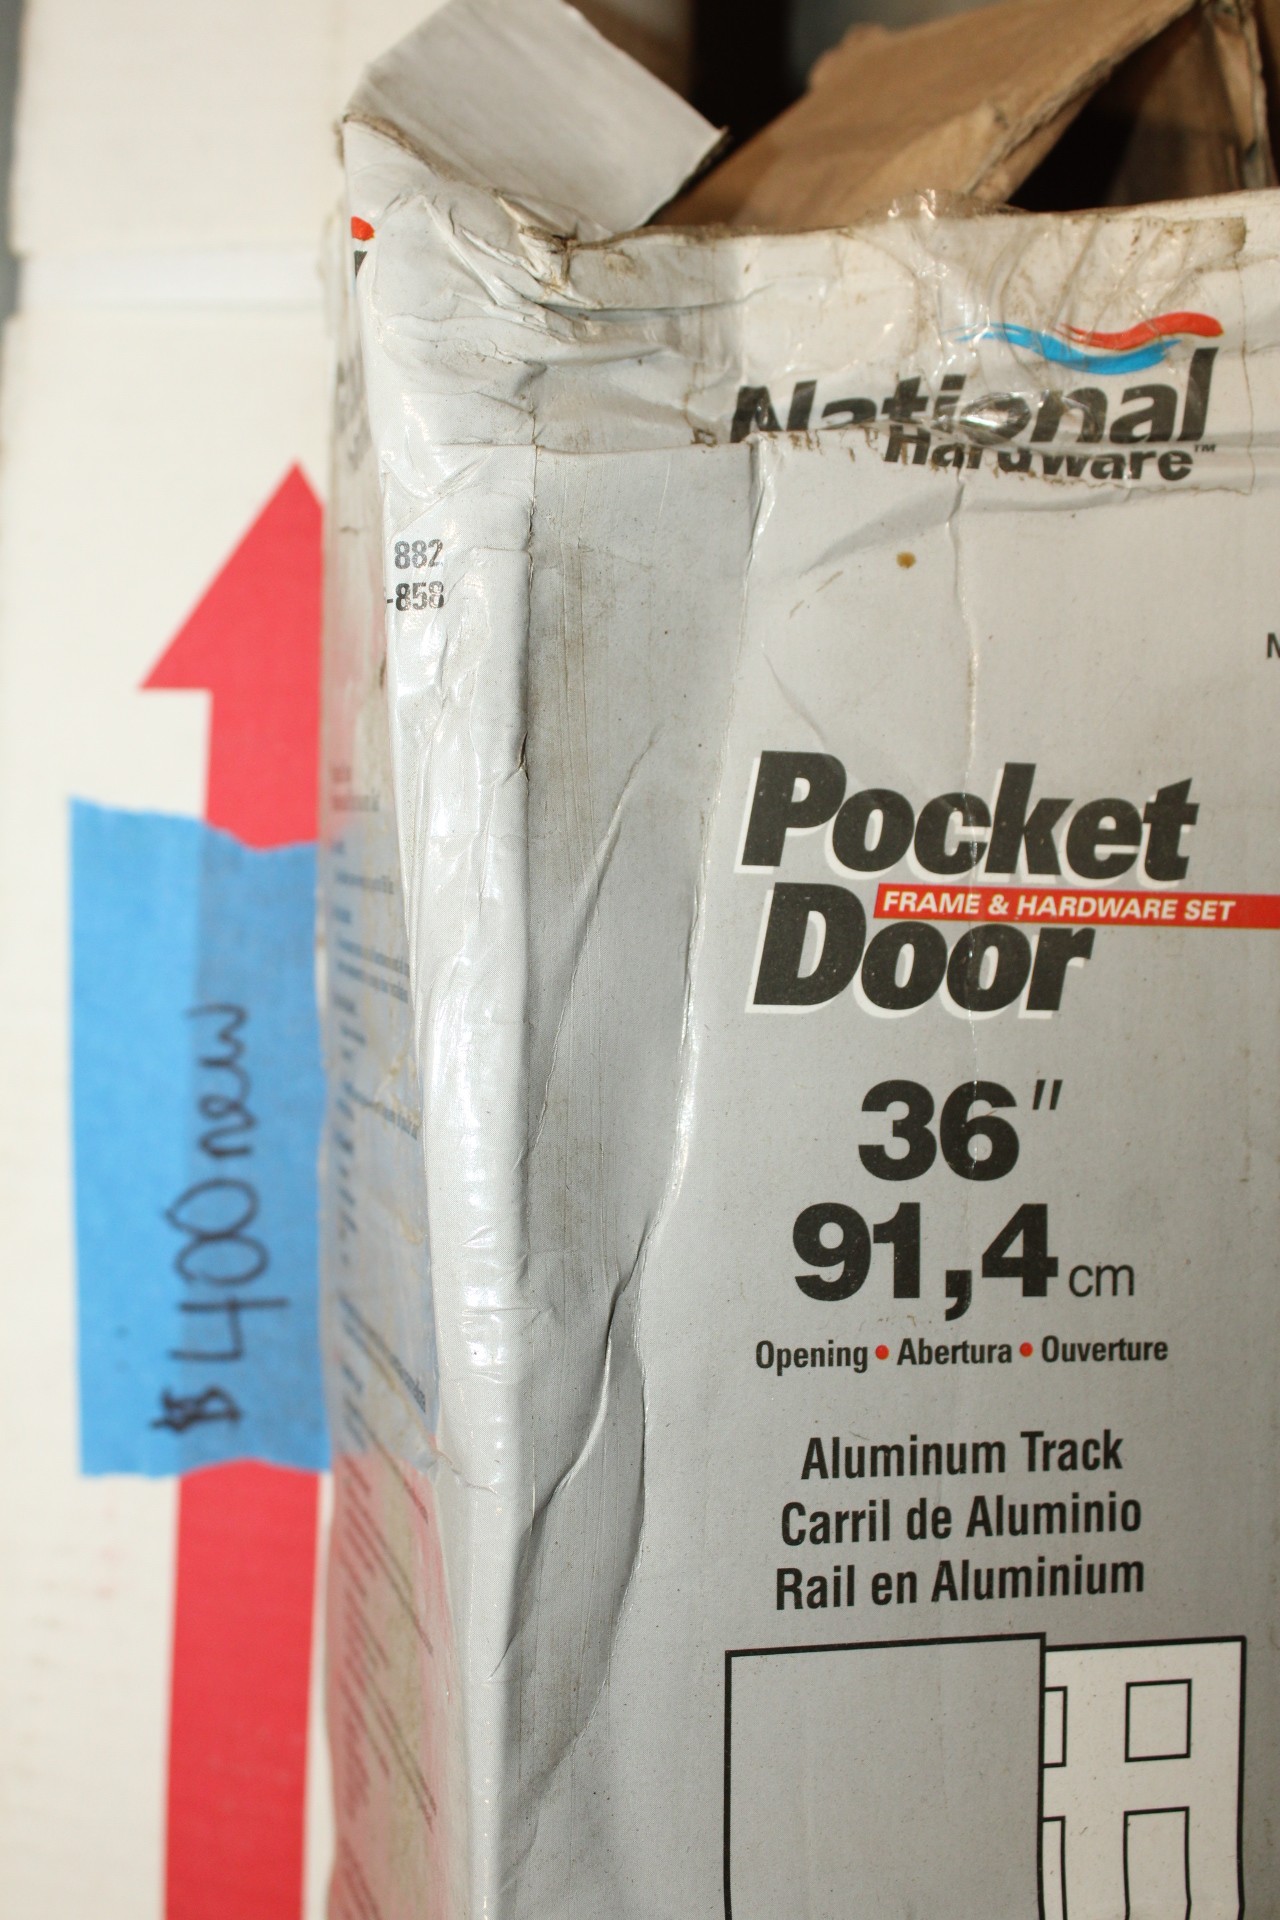 National
Hardware™
882
-858
Pocket
FRAME & HARDWARE SET
Door
36"
91,4 cm
Opening • Abertura • Ouverture
Aluminum Track
Carril de Aluminio
Rail en Aluminium
$400 new